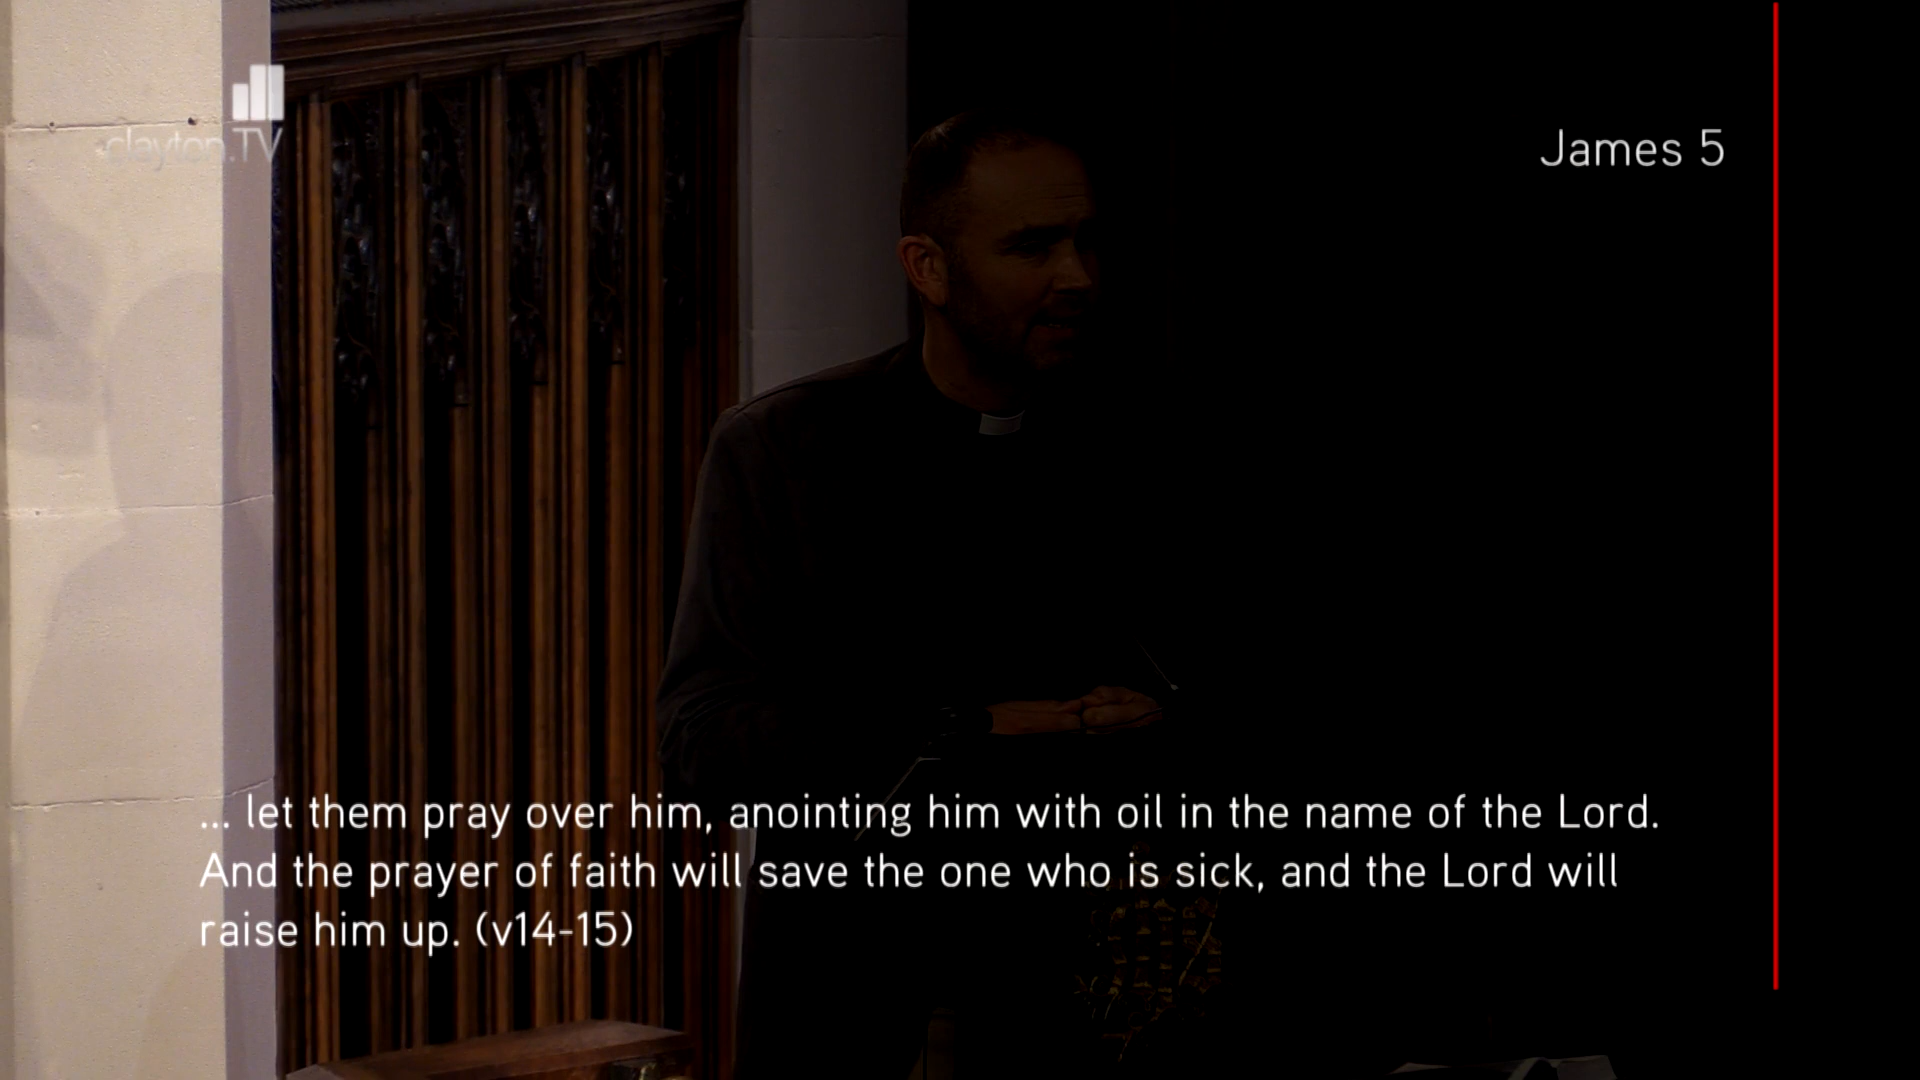 clayton.TV
James 5
... let them pray over him, anointing him with oil in the name of the Lord.
And the prayer of faith will save the one who is sick, and the Lord will
raise him up. (v14-15)